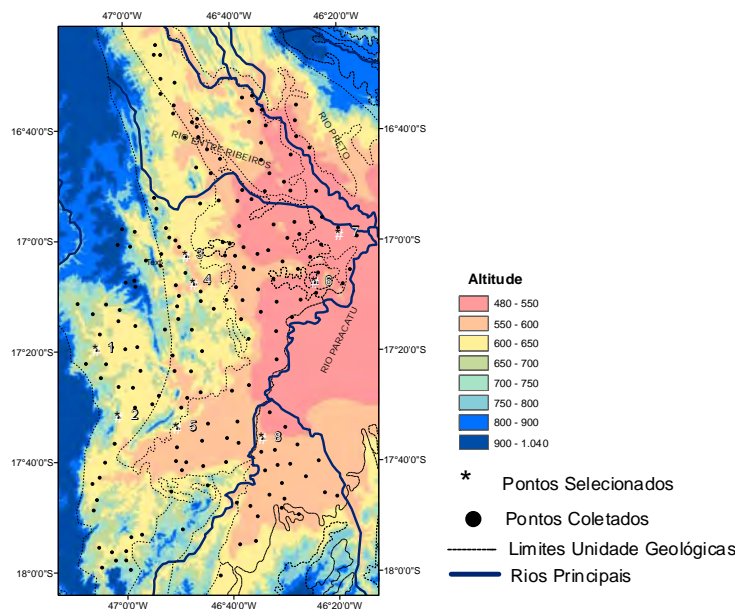 47°0'0"W 46°40'0"W 46°20'0"W
16°40'0"S 16°40'0"S
RIO PRETO
RIO ENTRE-RIBEIROS
17°0'0"S 17°0'0"S
7
3
4
6
RIO PARACATU
17°20'0"S 17°20'0"S
1
2
5
8
17°40'0"S 17°40'0"S
18°0'0"S 18°0'0"S
47°0'0"W 46°40'0"W 46°20'0"W
Altitude
480 - 550
550 - 600
600 - 650
650 - 700
700 - 750
750 - 800
800 - 900
900 - 1.040
* Pontos Selecionados
Pontos Coletados
Limites Unidade Geológicas
Rios Principais